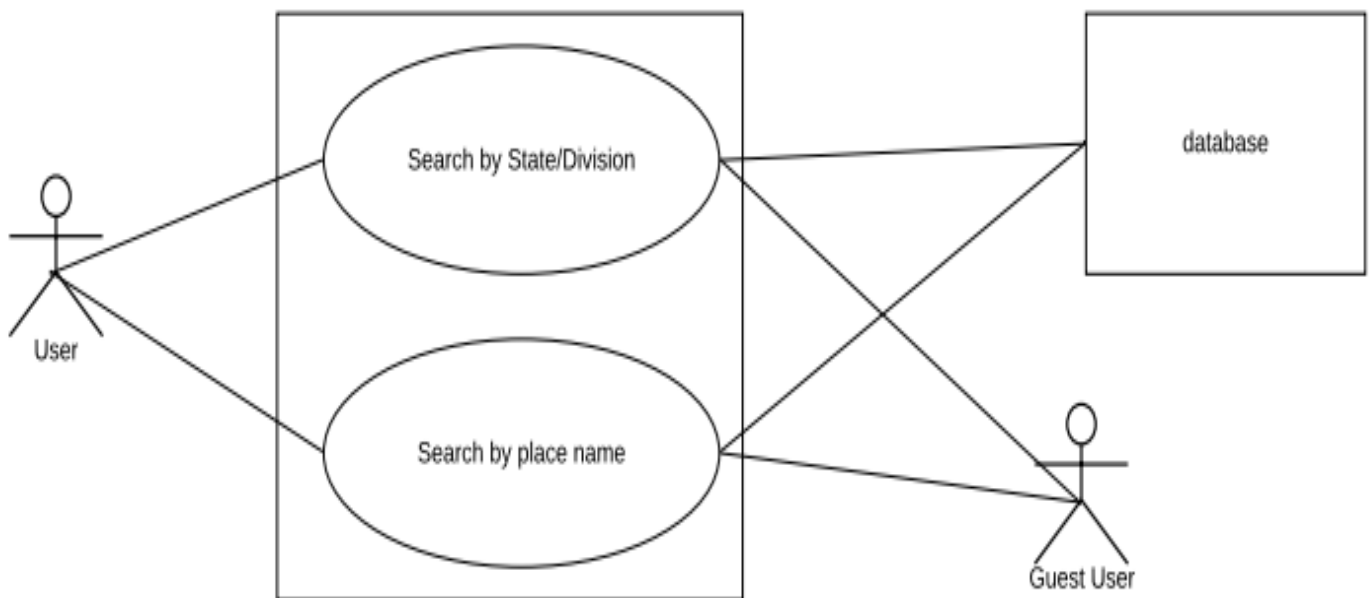 Search by State/Division
database
User
Search by place name
Guest User